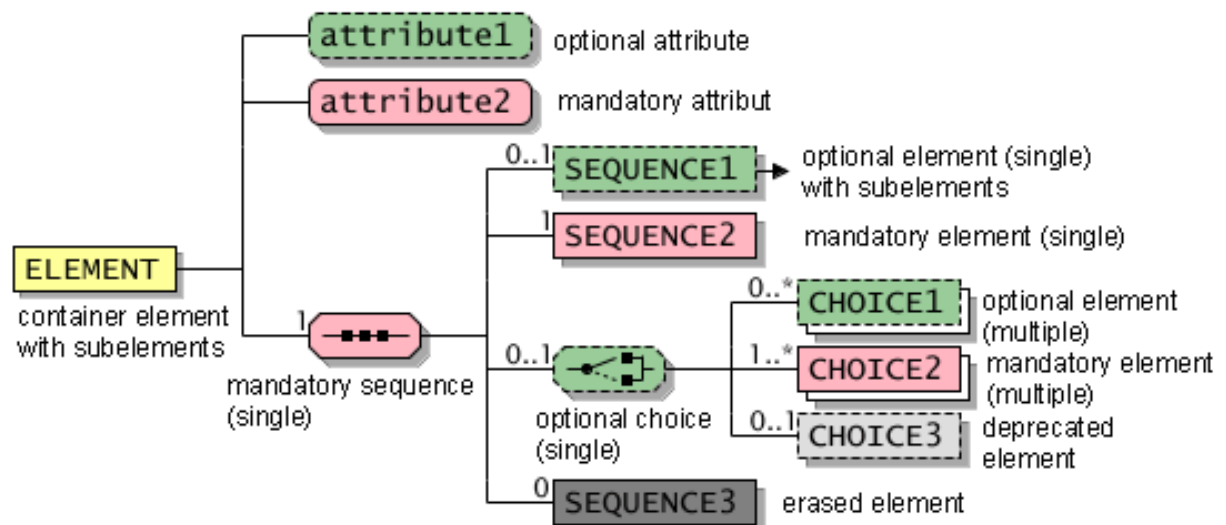 attribute1
optional attribute
attribute2
mandatory attribut
0..1
SEQUENCE1
optional element (single)
with subelements
1
SEQUENCE2
mandatory element (single)
ELEMENT
container element
with subelements
1
mandatory sequence
(single)
0..1
optional choice
(single)
0..*
CHOICE1
optional element
(multiple)
1..*
CHOICE2
mandatory element
(multiple)
0..1
CHOICE3
deprecated
element
0
SEQUENCE3
erased element